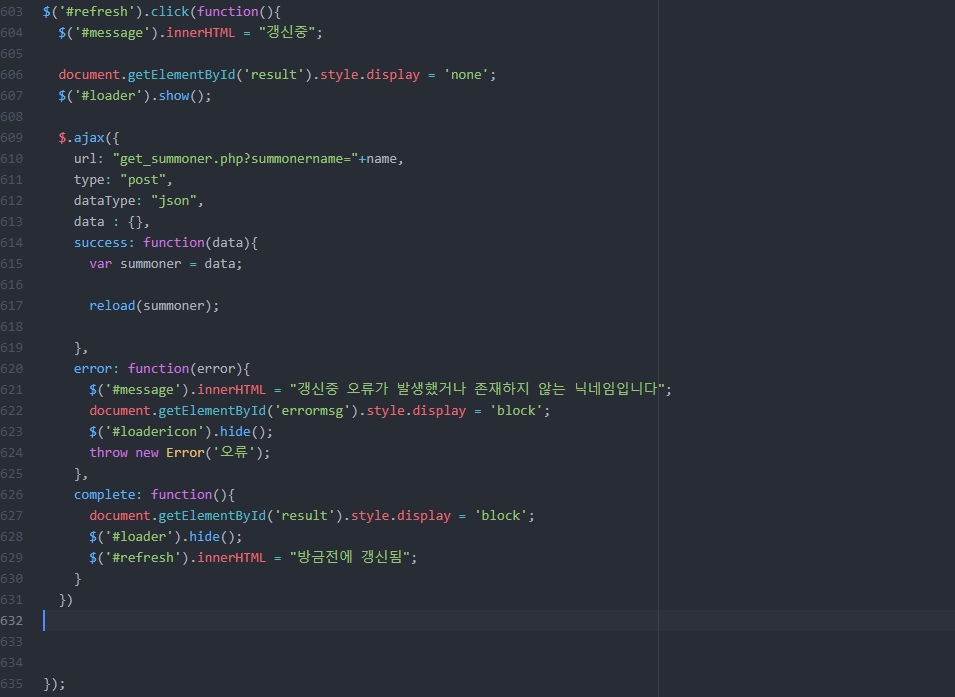 603 $('#refresh').click(function(){
604 $('#message').innerHTML = "갱신중";
605
606 document.getElementById('result').style.display = 'none';
607 $('#loader').show();
608
609 $.ajax({
610 url: "get_summoner.php?summonername="+name,
611 type: "post",
612 dataType: "json",
613 data : {},
614 success: function(data){
615 var summoner = data;
616
617 reload(summoner);
618
619 },
620 error: function(error){
621 $('#message').innerHTML = "갱신중 오류가 발생했거나 존재하지 않는 닉네임입니다";
622 document.getElementById('errormsg').style.display = 'block';
623 $('#loadericon').hide();
624 throw new Error('오류');
625 },
626 complete: function(){
627 document.getElementById('result').style.display = 'block';
628 $('#loader').hide();
629 $('#refresh').innerHTML = "방금전에 갱신됨";
630 }
631 })
632
633
634
635 });